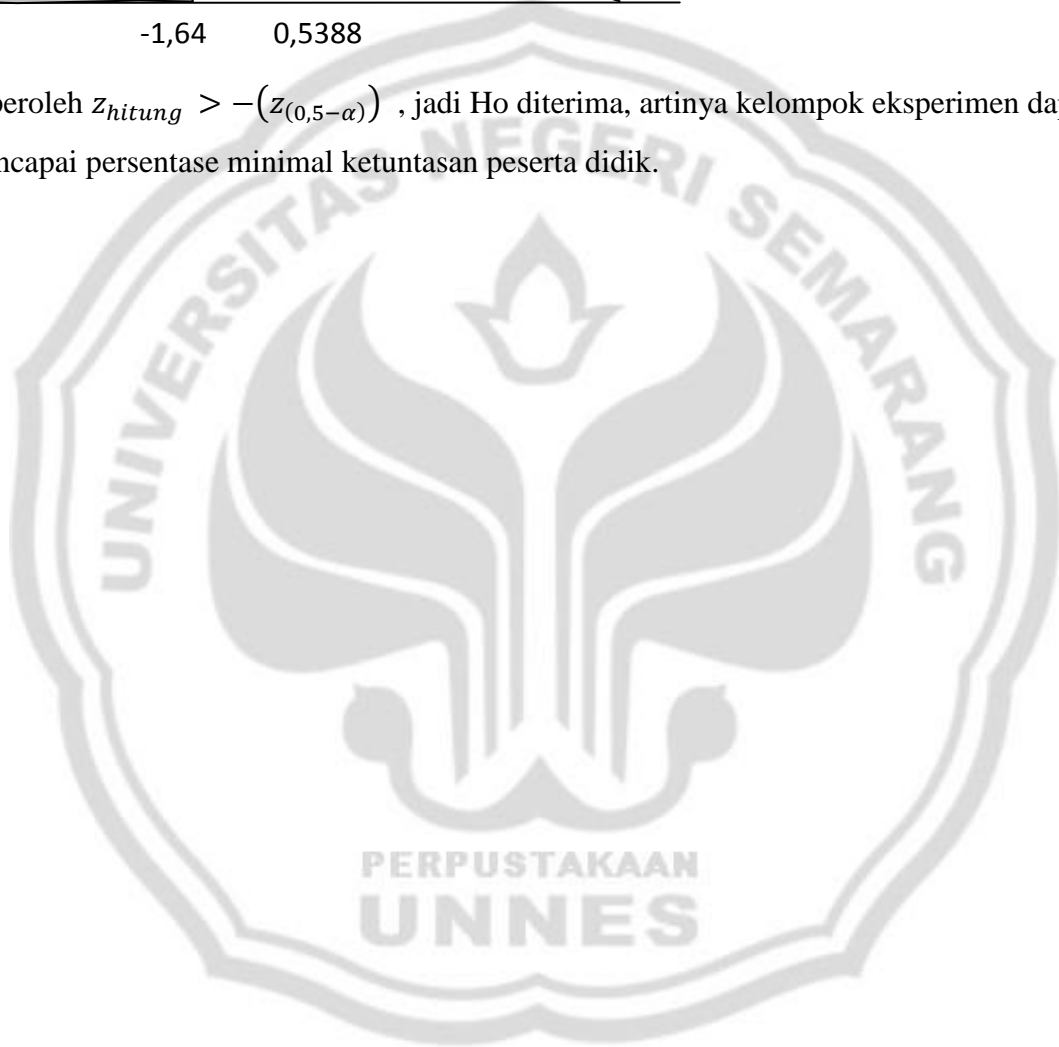 -1,64 0,5388
peroleh z_hitung > −(z_(0,5−α)) , jadi Ho diterima, artinya kelompok eksperimen da
ncapai persentase minimal ketuntasan peserta didik.
UNIVERSITAS NEGERI SEMARANG
PERPUSTAKAAN
UNNES